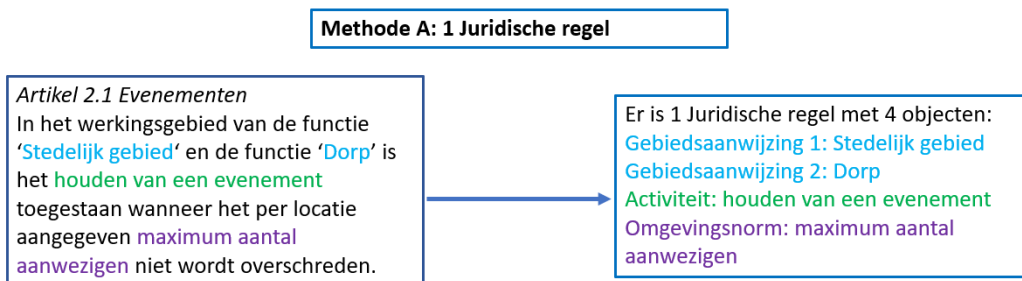 Methode A: 1 Juridische regel
Artikel 2.1 Evenementen
In het werkingsgebied van de functie
‘Stedelijk gebied‘ en de functie ‘Dorp’ is
het houden van een evenement
toegestaan wanneer het per locatie
aangegeven maximum aantal
aanwezigen niet wordt overschreden.
Er is 1 Juridische regel met 4 objecten:
Gebiedsaanwijzing 1: Stedelijk gebied
Gebiedsaanwijzing 2: Dorp
Activiteit: houden van een evenement
Omgevingsnorm: maximum aantal
aanwezigen